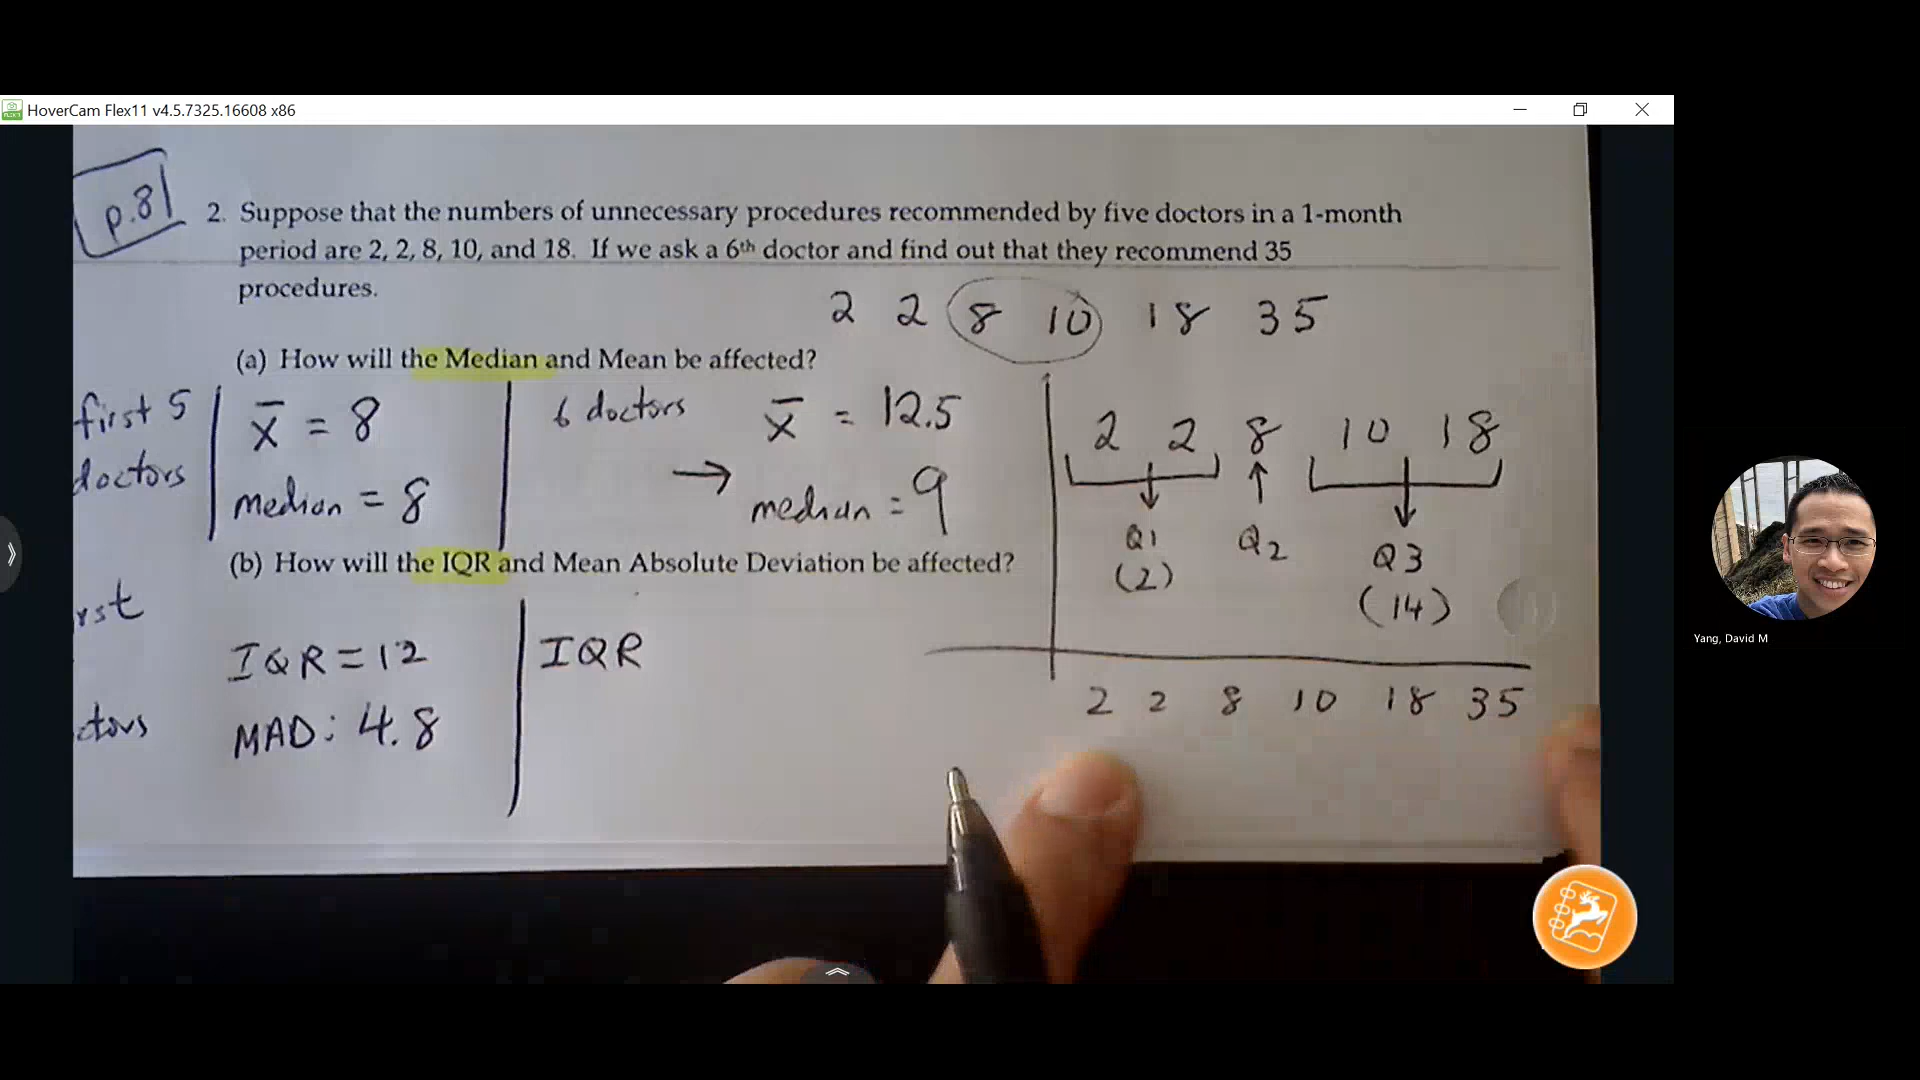 HoverCam Flex11 v4.5.7325.16608 x86
p.8
2. Suppose that the numbers of unnecessary procedures recommended by five doctors in a 1-month
period are 2, 2, 8, 10, and 18. If we ask a 6th doctor and find out that they recommend 35
procedures.
2 2 8 10 18 35
(a) How will the Median and Mean be affected?
first 5
doctors
x̄ = 8
median = 8
6 doctors
x̄ = 12.5
→ median = 9
2 2 8 10 18
Q1 Q2 Q3
(2) (14)
(b) How will the IQR and Mean Absolute Deviation be affected?
rst
ctors
IQR = 12
MAD: 4.8
IQR
2 2 8 10 18 35
Yang, David M